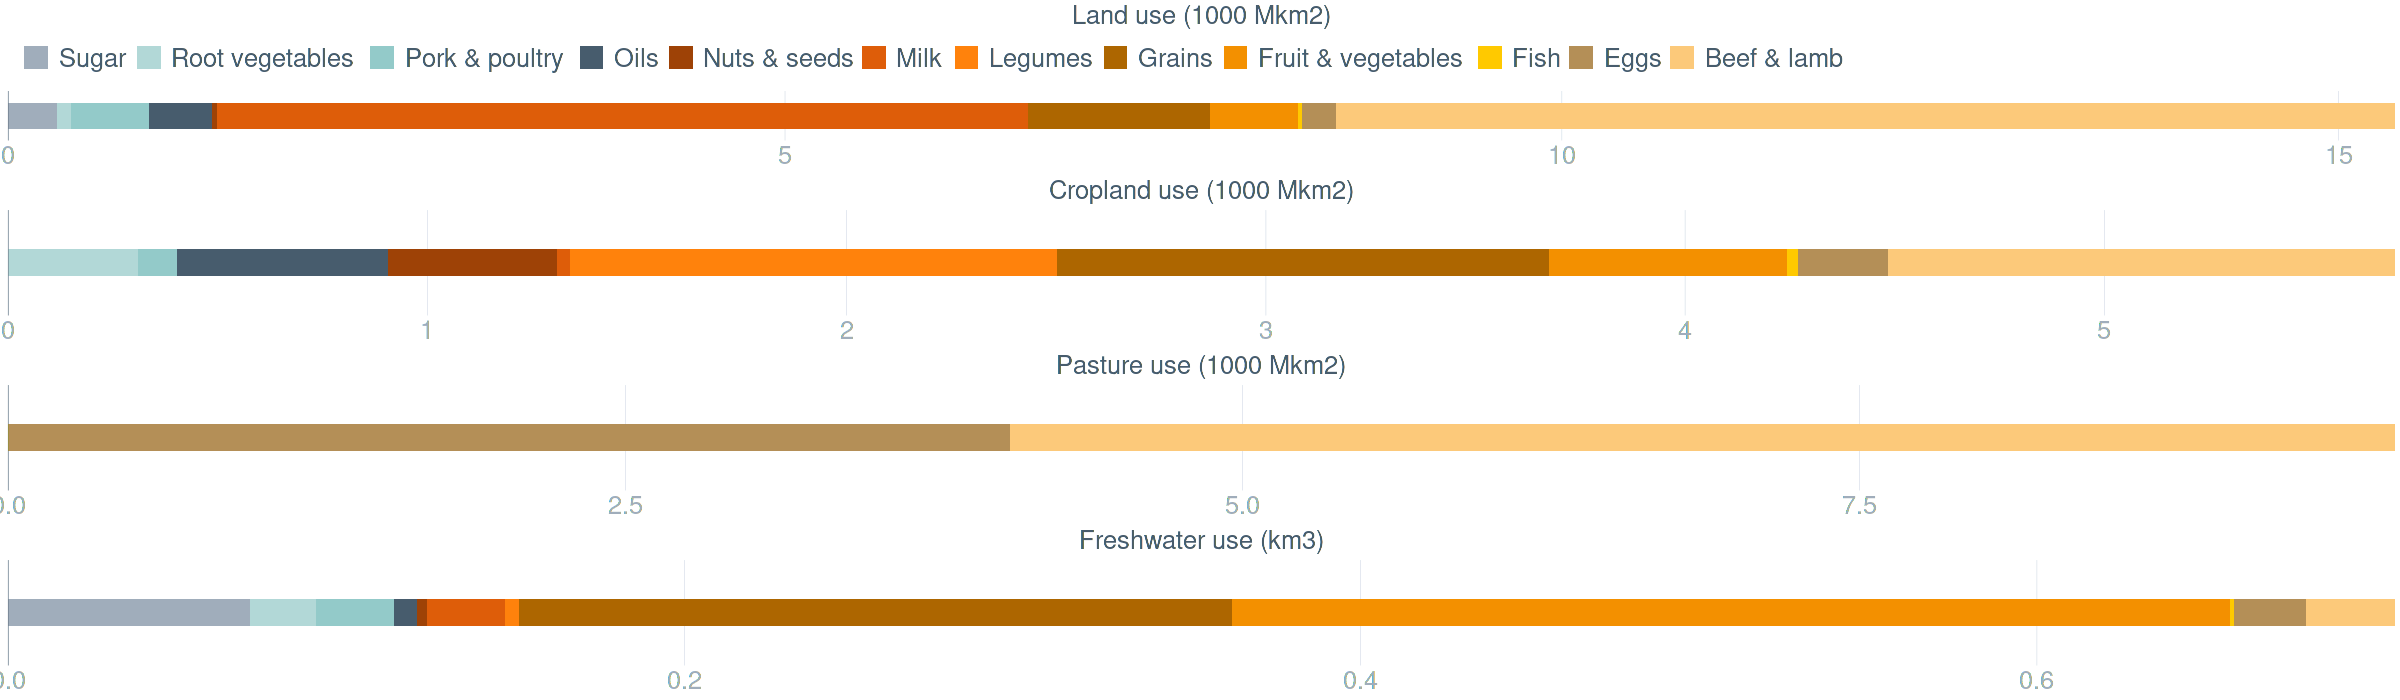 Land use (1000 Mkm2)
Sugar Root vegetables Pork & poultry Oils Nuts & seeds Milk Legumes Grains Fruit & vegetables Fish Eggs Beef & lamb
0 5 10 15
Cropland use (1000 Mkm2)
0 1 2 3 4 5
Pasture use (1000 Mkm2)
0.0 2.5 5.0 7.5
Freshwater use (km3)
0.0 0.2 0.4 0.6